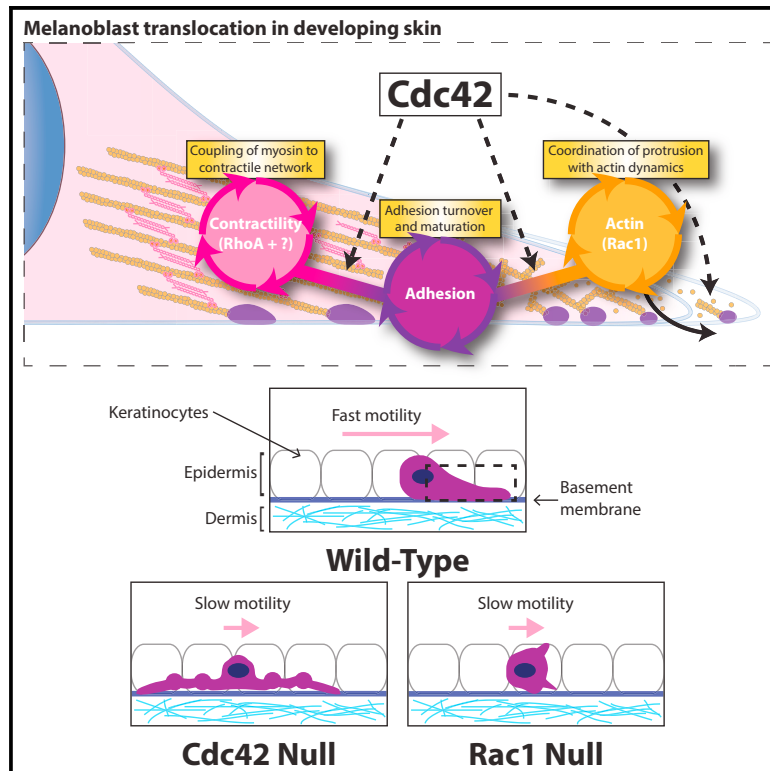 Melanoblast translocation in developing skin
Cdc42
Coupling of myosin to
contractile network
Coordination of protrusion
with actin dynamics
Adhesion turnover
and maturation
Contractility
(RhoA + ?)
Actin
(Rac1)
Adhesion
Keratinocytes
Fast motility
Epidermis
Basement
membrane
Dermis
Wild-Type
Slow motility
Slow motility
Cdc42 Null
Rac1 Null